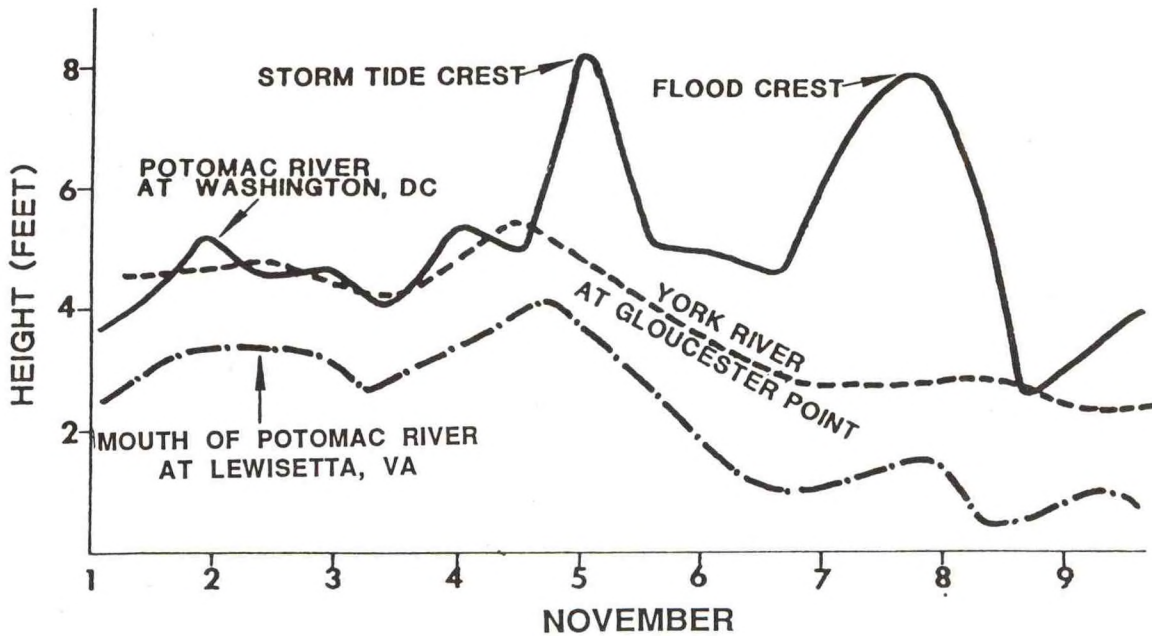 8
STORM TIDE CREST
FLOOD CREST
POTOMAC RIVER
AT WASHINGTON, DC
6
HEIGHT (FEET)
4
YORK RIVER
AT GLOUCESTER POINT
2
MOUTH OF POTOMAC RIVER
AT LEWISETTA, VA
1 2 3 4 5 6 7 8 9
NOVEMBER